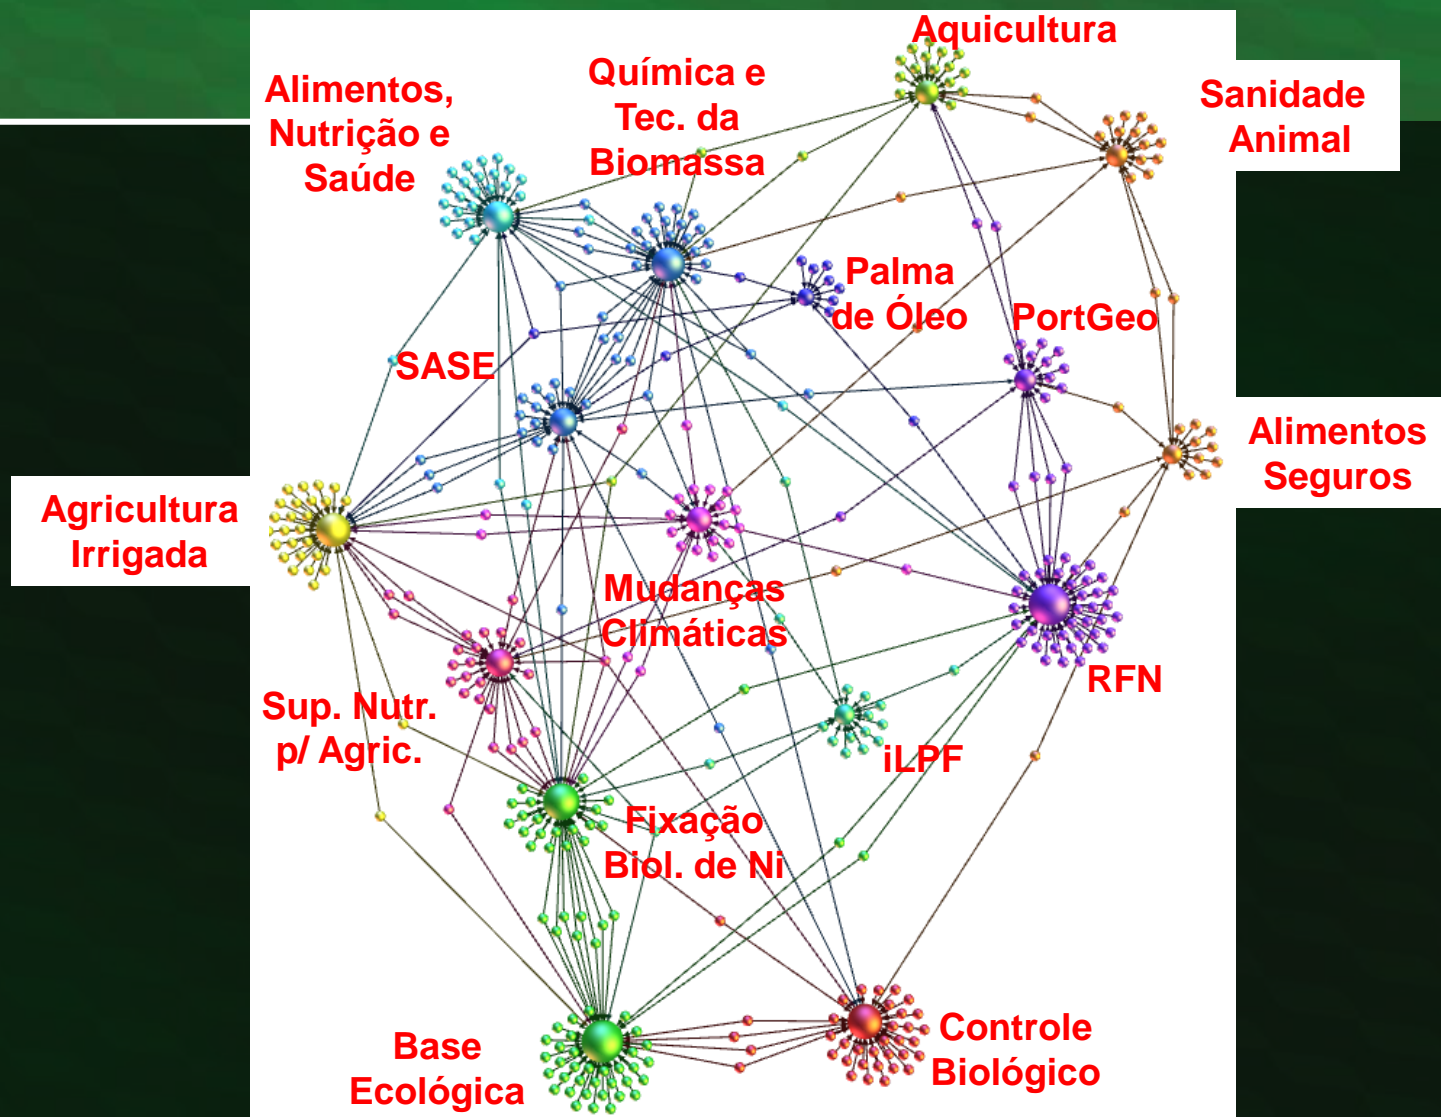 Aquicultura
Química e
Tec. da
Biomassa
Alimentos,
Nutrição e
Saúde
Sanidade
Animal
Palma
de Óleo
PortGeo
SASE
Alimentos
Seguros
Agricultura
Irrigada
Mudanças
Climáticas
RFN
Sup. Nutr.
p/ Agric.
iLPF
Fixação
Biol. de Ni
Controle
Biológico
Base
Ecológica